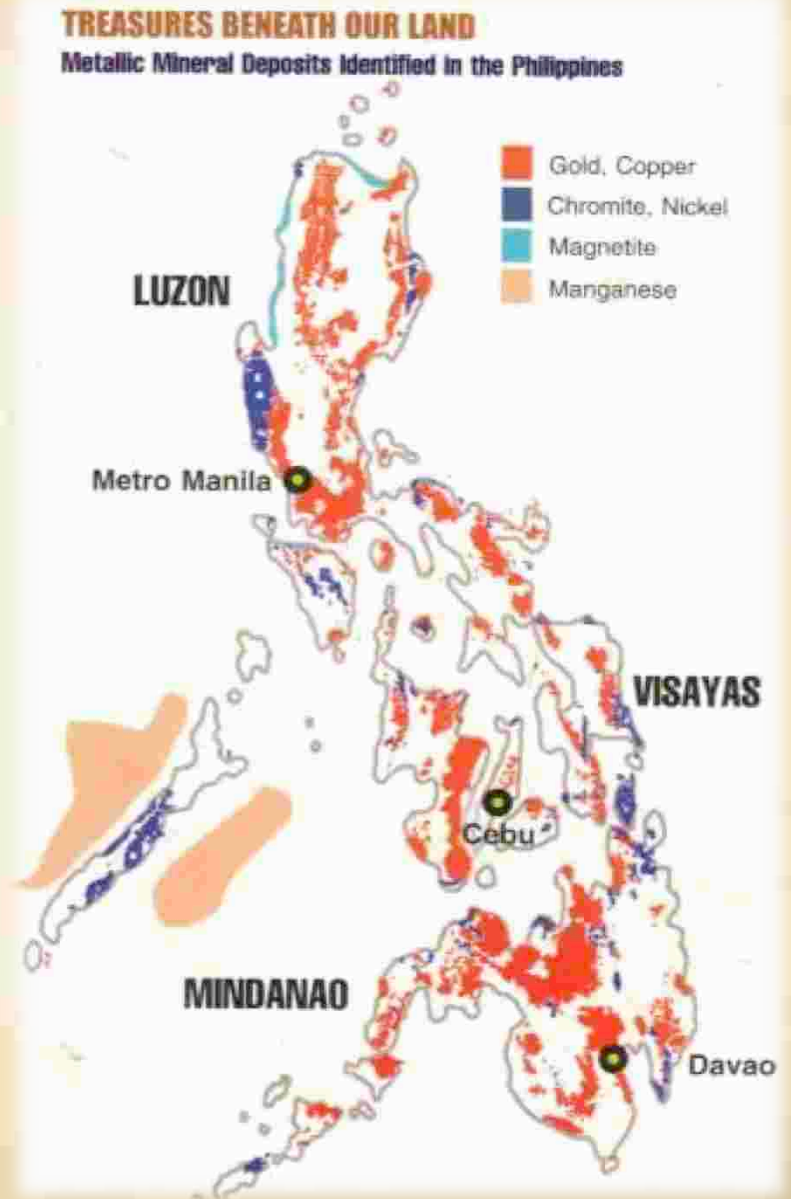 TREASURES BENEATH OUR LAND
Metallic Mineral Deposits Identified in the Philippines
Gold, Copper
Chromite, Nickel
Magnetite
Manganese
LUZON
Metro Manila
VISAYAS
Cebu
MINDANAO
Davao